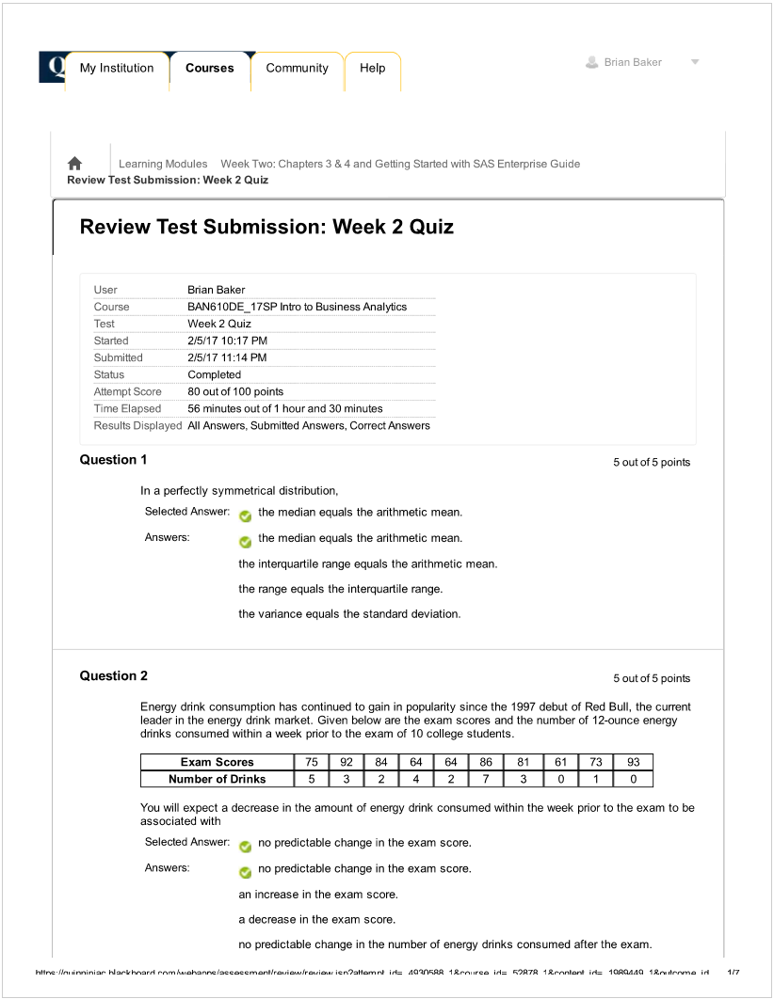 Q My Institution Courses Community Help Brian Baker
Learning Modules Week Two: Chapters 3 & 4 and Getting Started with SAS Enterprise Guide
Review Test Submission: Week 2 Quiz
Review Test Submission: Week 2 Quiz
User Brian Baker
Course BAN610DE_17SP Intro to Business Analytics
Test Week 2 Quiz
Started 2/5/17 10:17 PM
Submitted 2/5/17 11:14 PM
Status Completed
Attempt Score 80 out of 100 points
Time Elapsed 56 minutes out of 1 hour and 30 minutes
Results Displayed All Answers, Submitted Answers, Correct Answers
Question 1 5 out of 5 points
In a perfectly symmetrical distribution,
Selected Answer: the median equals the arithmetic mean.
Answers: the median equals the arithmetic mean.
the interquartile range equals the arithmetic mean.
the range equals the interquartile range.
the variance equals the standard deviation.
Question 2 5 out of 5 points
Energy drink consumption has continued to gain in popularity since the 1997 debut of Red Bull, the current
leader in the energy drink market. Given below are the exam scores and the number of 12-ounce energy
drinks consumed within a week prior to the exam of 10 college students.
Exam Scores 75 92 84 64 64 86 81 61 73 93
Number of Drinks 5 3 2 4 2 7 3 0 1 0
You will expect a decrease in the amount of energy drink consumed within the week prior to the exam to be
associated with
Selected Answer: no predictable change in the exam score.
Answers: no predictable change in the exam score.
an increase in the exam score.
a decrease in the exam score.
no predictable change in the number of energy drinks consumed after the exam.
https://quinnipiac.blackboard.com/webapps/assessment/review/review.jsp?attempt_id=_4930588_1&course_id=_52878_1&content_id=_1989449_1&outcome_id… 1/7